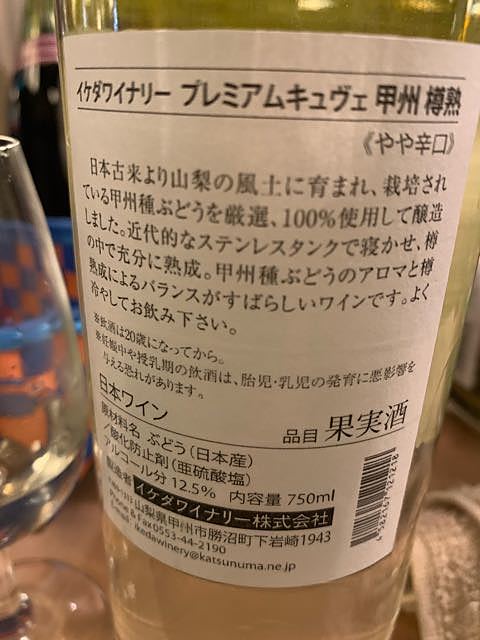 イケダワイナリー プレミアムキュヴェ 甲州 樽熟
《やや辛口》
日本古来より山梨の風土に育まれ、栽培され
ている甲州種ぶどうを厳選、100%使用して醸造
しました。近代的なステンレスタンクで寝かせ、樽
の中で充分に熟成。甲州種ぶどうのアロマと樽
熟成によるバランスがすばらしいワインです。よく
冷やしてお飲み下さい。
※飲酒は20歳になってから。
※妊娠中や授乳期の飲酒は、胎児・乳児の発育に悪影響を
与える恐れがあります。
日本ワイン
品目 果実酒
原材料名 ぶどう(日本産)
/酸化防止剤(亜硫酸塩)
アルコール分 12.5% 内容量 750ml
製造者 イケダワイナリー株式会社
山梨県甲州市勝沼町下岩崎1943
Phone & Fax 0553-44-2190
ikedawinery@katsunuma.ne.jp